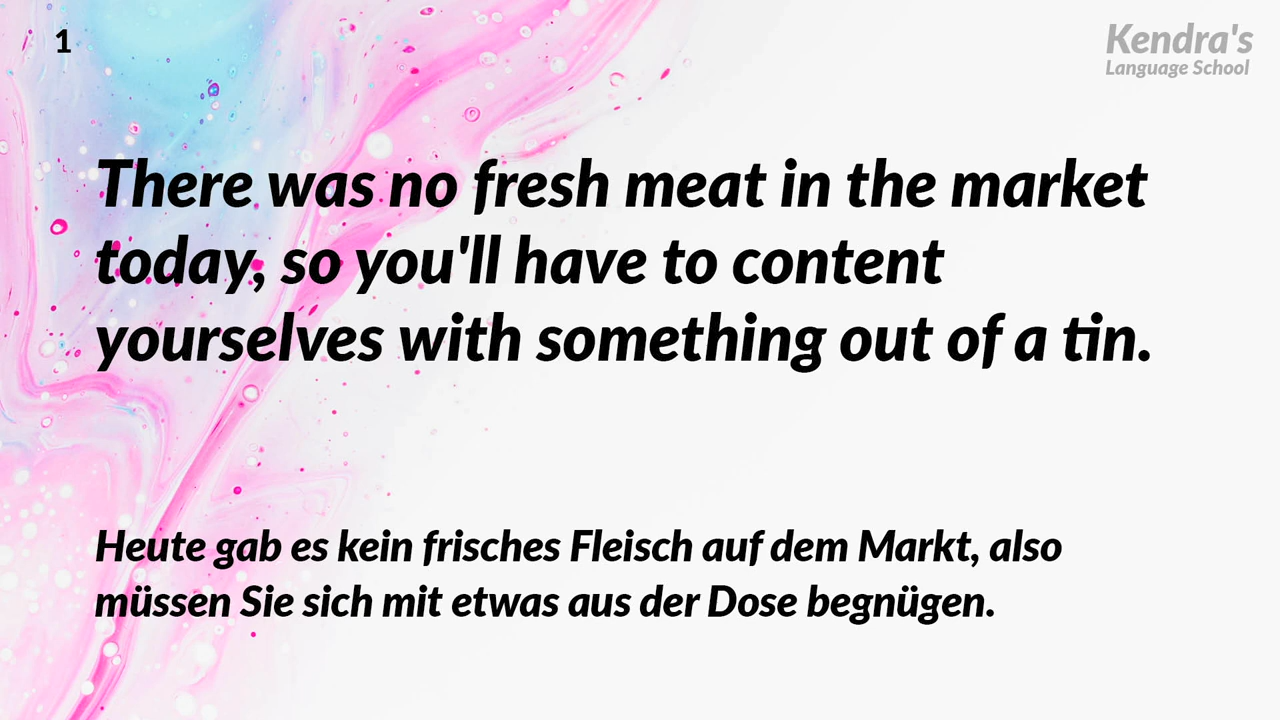 1
Kendra's
Language School
There was no fresh meat in the market
today, so you'll have to content
yourselves with something out of a tin.
Heute gab es kein frisches Fleisch auf dem Markt, also
müssen Sie sich mit etwas aus der Dose begnügen.